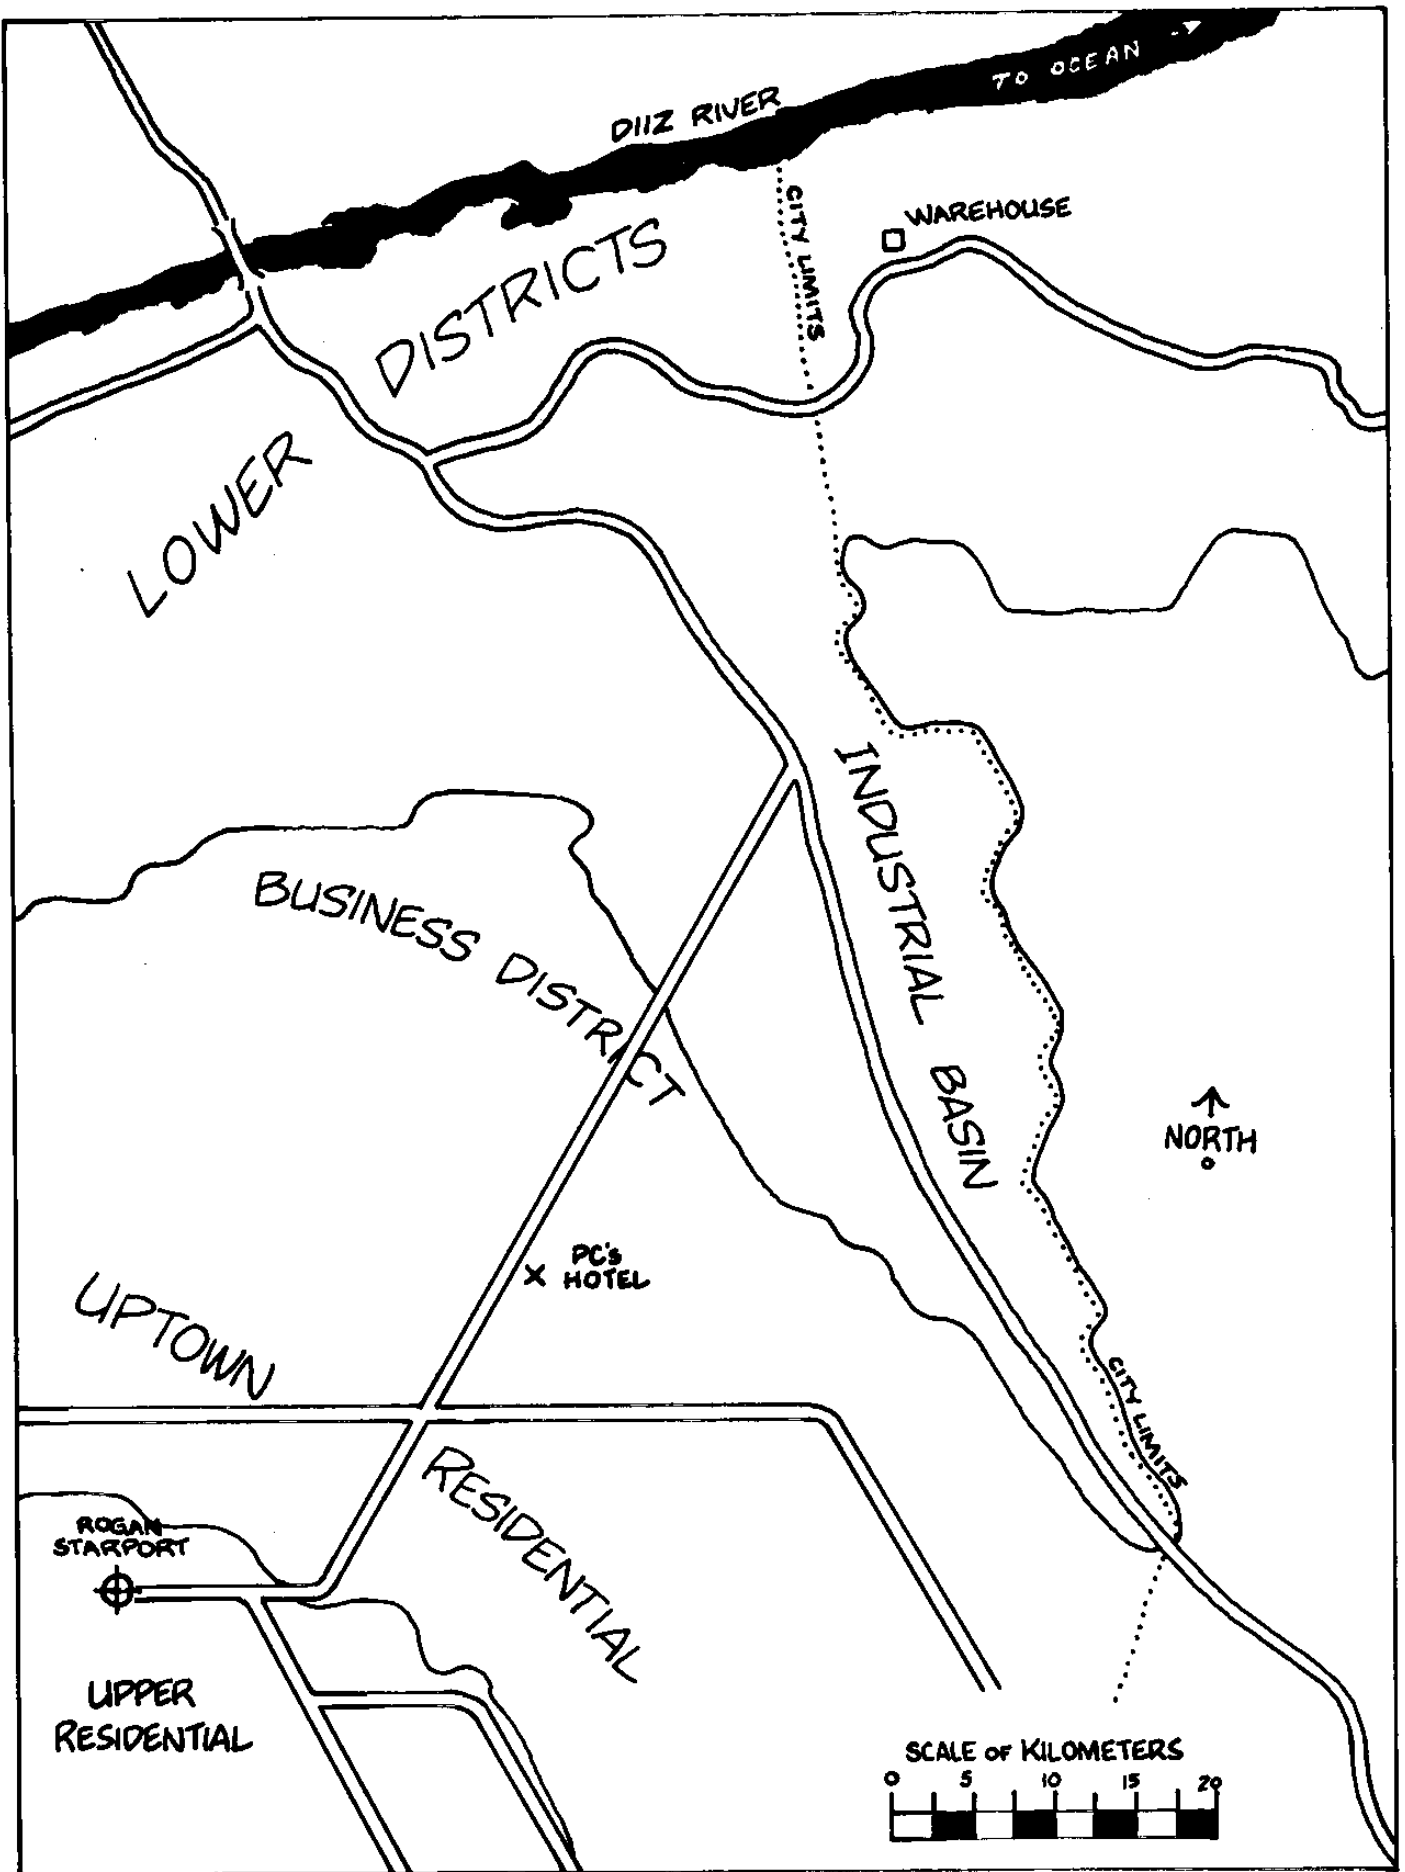 TO OCEAN
DIIZ RIVER
CITY LIMITS
WAREHOUSE
DISTRICTS
LOWER
INDUSTRIAL BASIN
BUSINESS DISTRICT
NORTH
PC's
HOTEL
UPTOWN
CITY LIMITS
RESIDENTIAL
ROGAN
STARPORT
UPPER
RESIDENTIAL
SCALE OF KILOMETERS
0 5 10 15 20